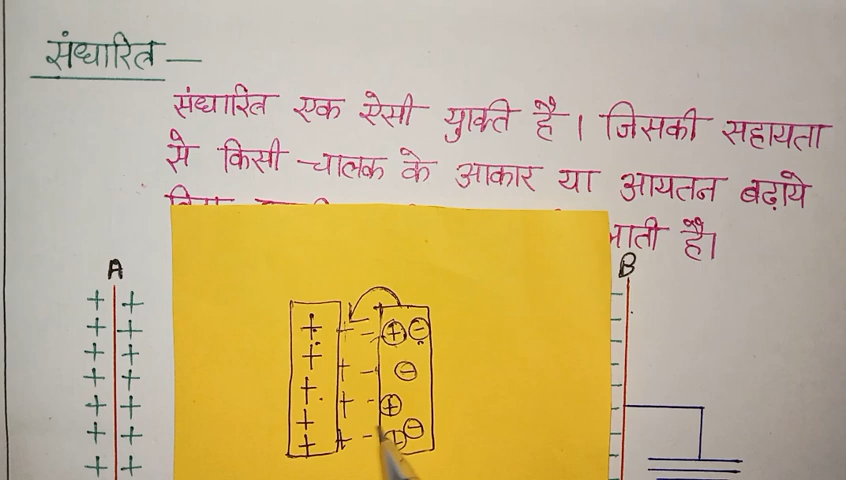 संधारित्र —
संधारित्र एक ऐसी युक्ति है। जिसकी सहायता
से किसी चालक के आकार या आयतन बढ़ाये
जाती है।
A B
+ + −
+ + + + − + − −
+ + + + − −
+ + + + − − −
+ + + + − + −
+ + + + − + − −
+ +